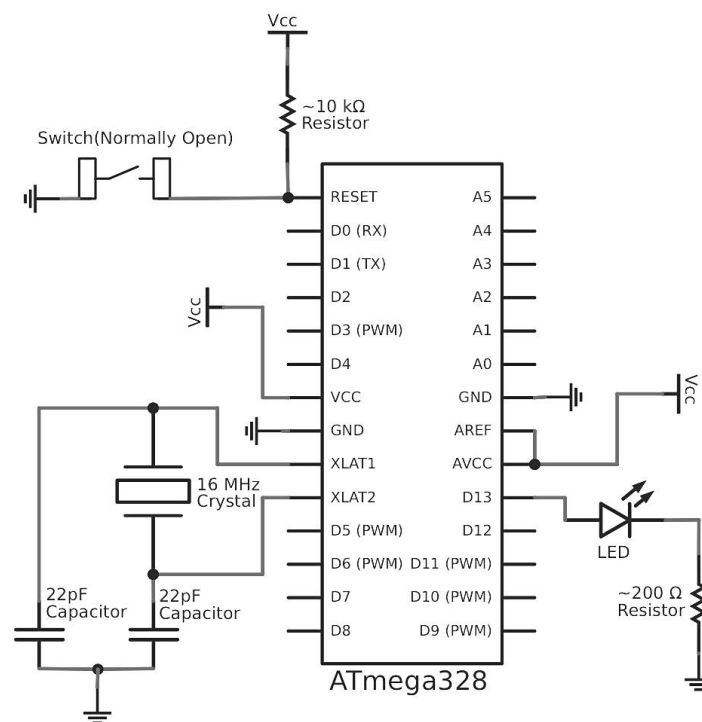 Vcc
~10 kΩ
Resistor
Switch(Normally Open)
RESET
A5
D0 (RX)
A4
D1 (TX)
A3
D2
A2
Vcc
D3 (PWM)
A1
D4
A0
VCC
GND
Vcc
GND
AREF
XLAT1
AVCC
16 MHz
Crystal
XLAT2
D13
D5 (PWM)
D12
LED
D6 (PWM)
D11 (PWM)
22pF
Capacitor
22pF
Capacitor
D7
D10 (PWM)
~200 Ω
Resistor
D8
D9 (PWM)
ATmega328